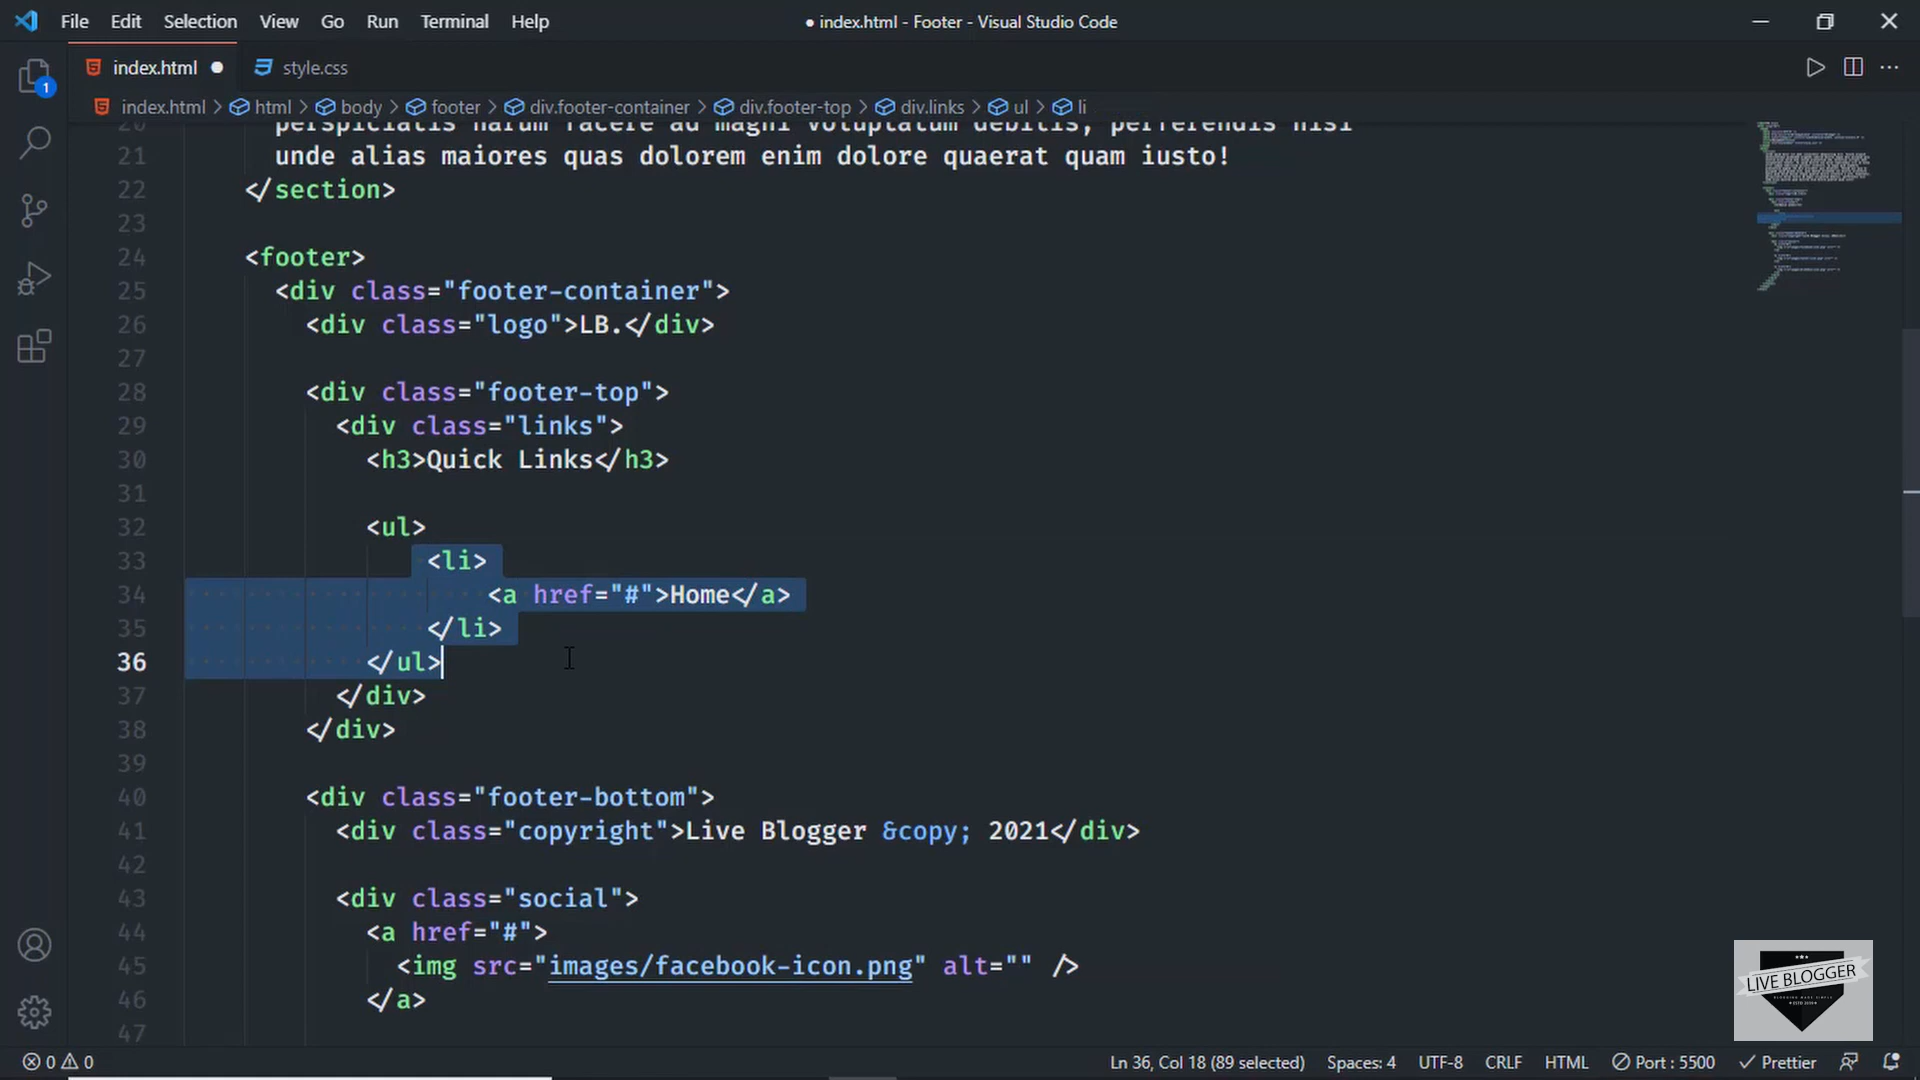 File Edit Selection View Go Run Terminal Help
● index.html - Footer - Visual Studio Code
index.html ● style.css
index.html > html > body > footer > div.footer-container > div.footer-top > div.links > ul > li
1
20 perspiciatis harum facere ad magni voluptatum debitis, perferendis nisi
21 unde alias maiores quas dolorem enim dolore quaerat quam iusto!
22 </section>
23
24 <footer>
25 <div class="footer-container">
26 <div class="logo">LB.</div>
27
28 <div class="footer-top">
29 <div class="links">
30 <h3>Quick Links</h3>
31
32 <ul>
33 <li>
34 <a href="#">Home</a>
35 </li>
36 </ul>
37 </div>
38 </div>
39
40 <div class="footer-bottom">
41 <div class="copyright">Live Blogger &copy; 2021</div>
42
43 <div class="social">
44 <a href="#">
45 <img src="images/facebook-icon.png" alt="" />
46 </a>
47
LIVE BLOGGER
0 0 Ln 36, Col 18 (89 selected) Spaces: 4 UTF-8 CRLF HTML Port : 5500 Prettier